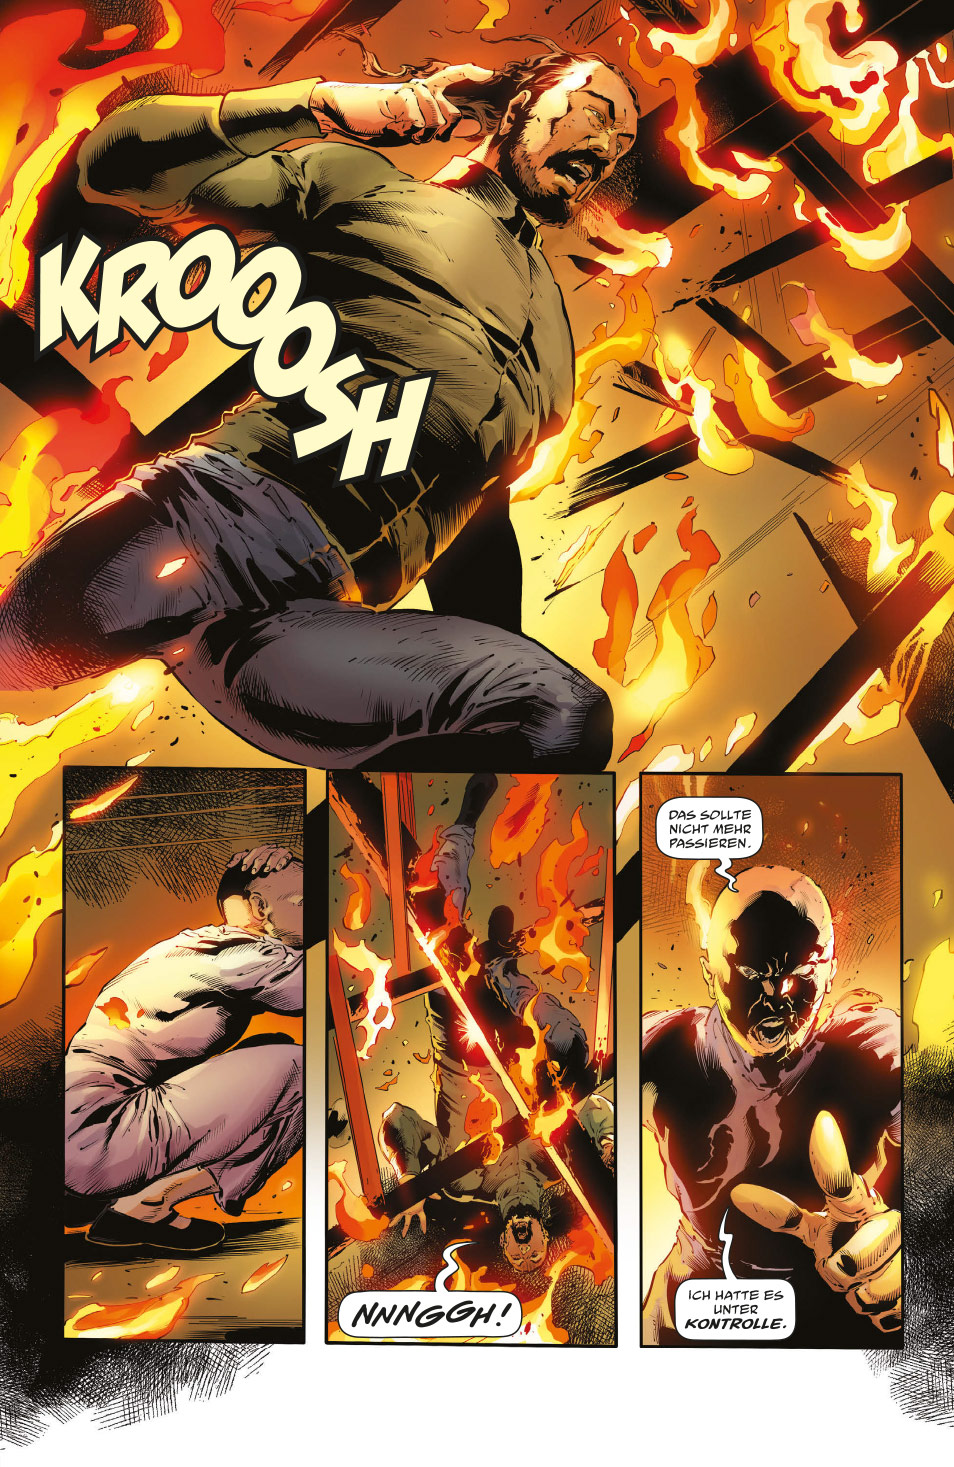 KROOOSH
NNNGGH!
DAS SOLLTE
NICHT MEHR
PASSIEREN.
ICH HATTE ES
UNTER
KONTROLLE.